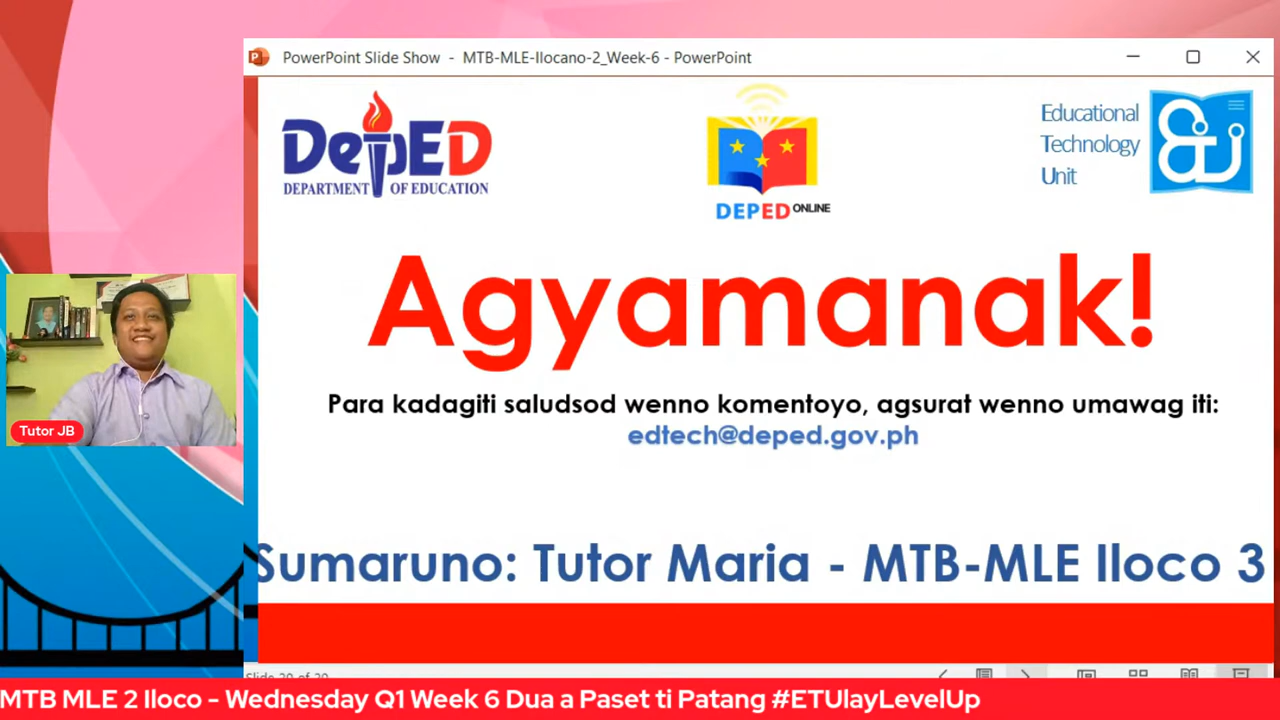 PowerPoint Slide Show - MTB-MLE-Ilocano-2_Week-6 - PowerPoint
DepED
DEPARTMENT OF EDUCATION
DEPED ONLINE
Educational
Technology
Unit
Agyamanak!
Para kadagiti saludsod wenno komentoyo, agsurat wenno umawag iti:
edtech@deped.gov.ph
Tutor JB
Sumaruno: Tutor Maria - MTB-MLE Iloco 3
MTB MLE 2 Iloco - Wednesday Q1 Week 6 Dua a Paset ti Patang #ETUlayLevelUp